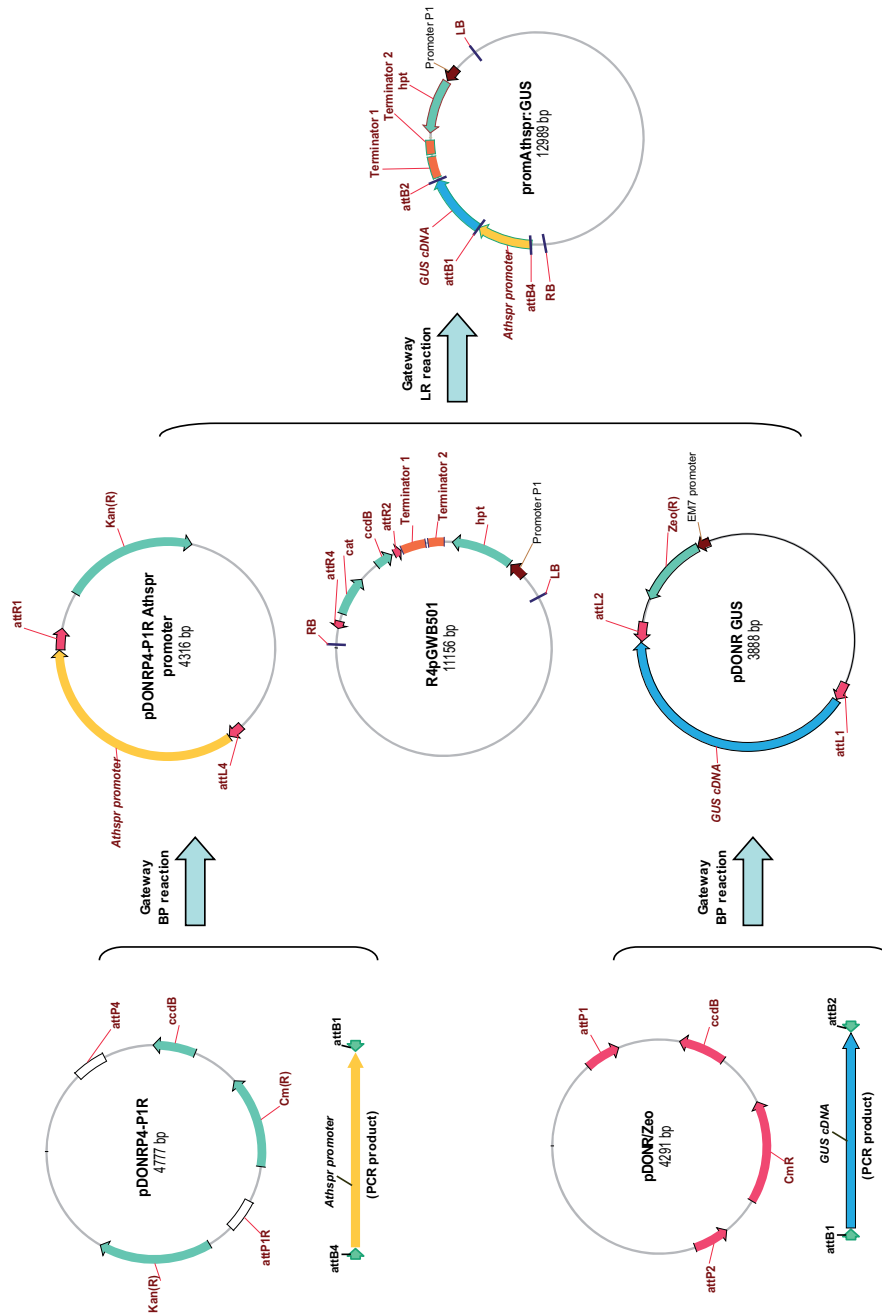 attP4
ccdB
Cm(R)
attP1R
Kan(R)
pDONRP4-P1R
4777 bp
attB4
Athspr promoter
(PCR product)
attB1
Gateway
BP reaction
attR1
Kan(R)
Athspr promoter
attL4
pDONRP4-P1R Athspr
promoter
4316 bp
RB
attR4
cat
ccdB
attR2
Terminator 1
Terminator 2
hpt
Promoter P1
LB
R4pGWB501
11156 bp
attP1
ccdB
CmR
attP2
pDONR/Zeo
4291 bp
attB1
GUS cDNA
(PCR product)
attB2
Gateway
BP reaction
attL2
Zeo(R)
EM7 promoter
GUS cDNA
attL1
pDONR GUS
3888 bp
Gateway
LR reaction
Terminator 1
Terminator 2
hpt
Promoter P1
LB
attB2
GUS cDNA
attB1
Athspr promoter
attB4
RB
promAthspr:GUS
12989 bp